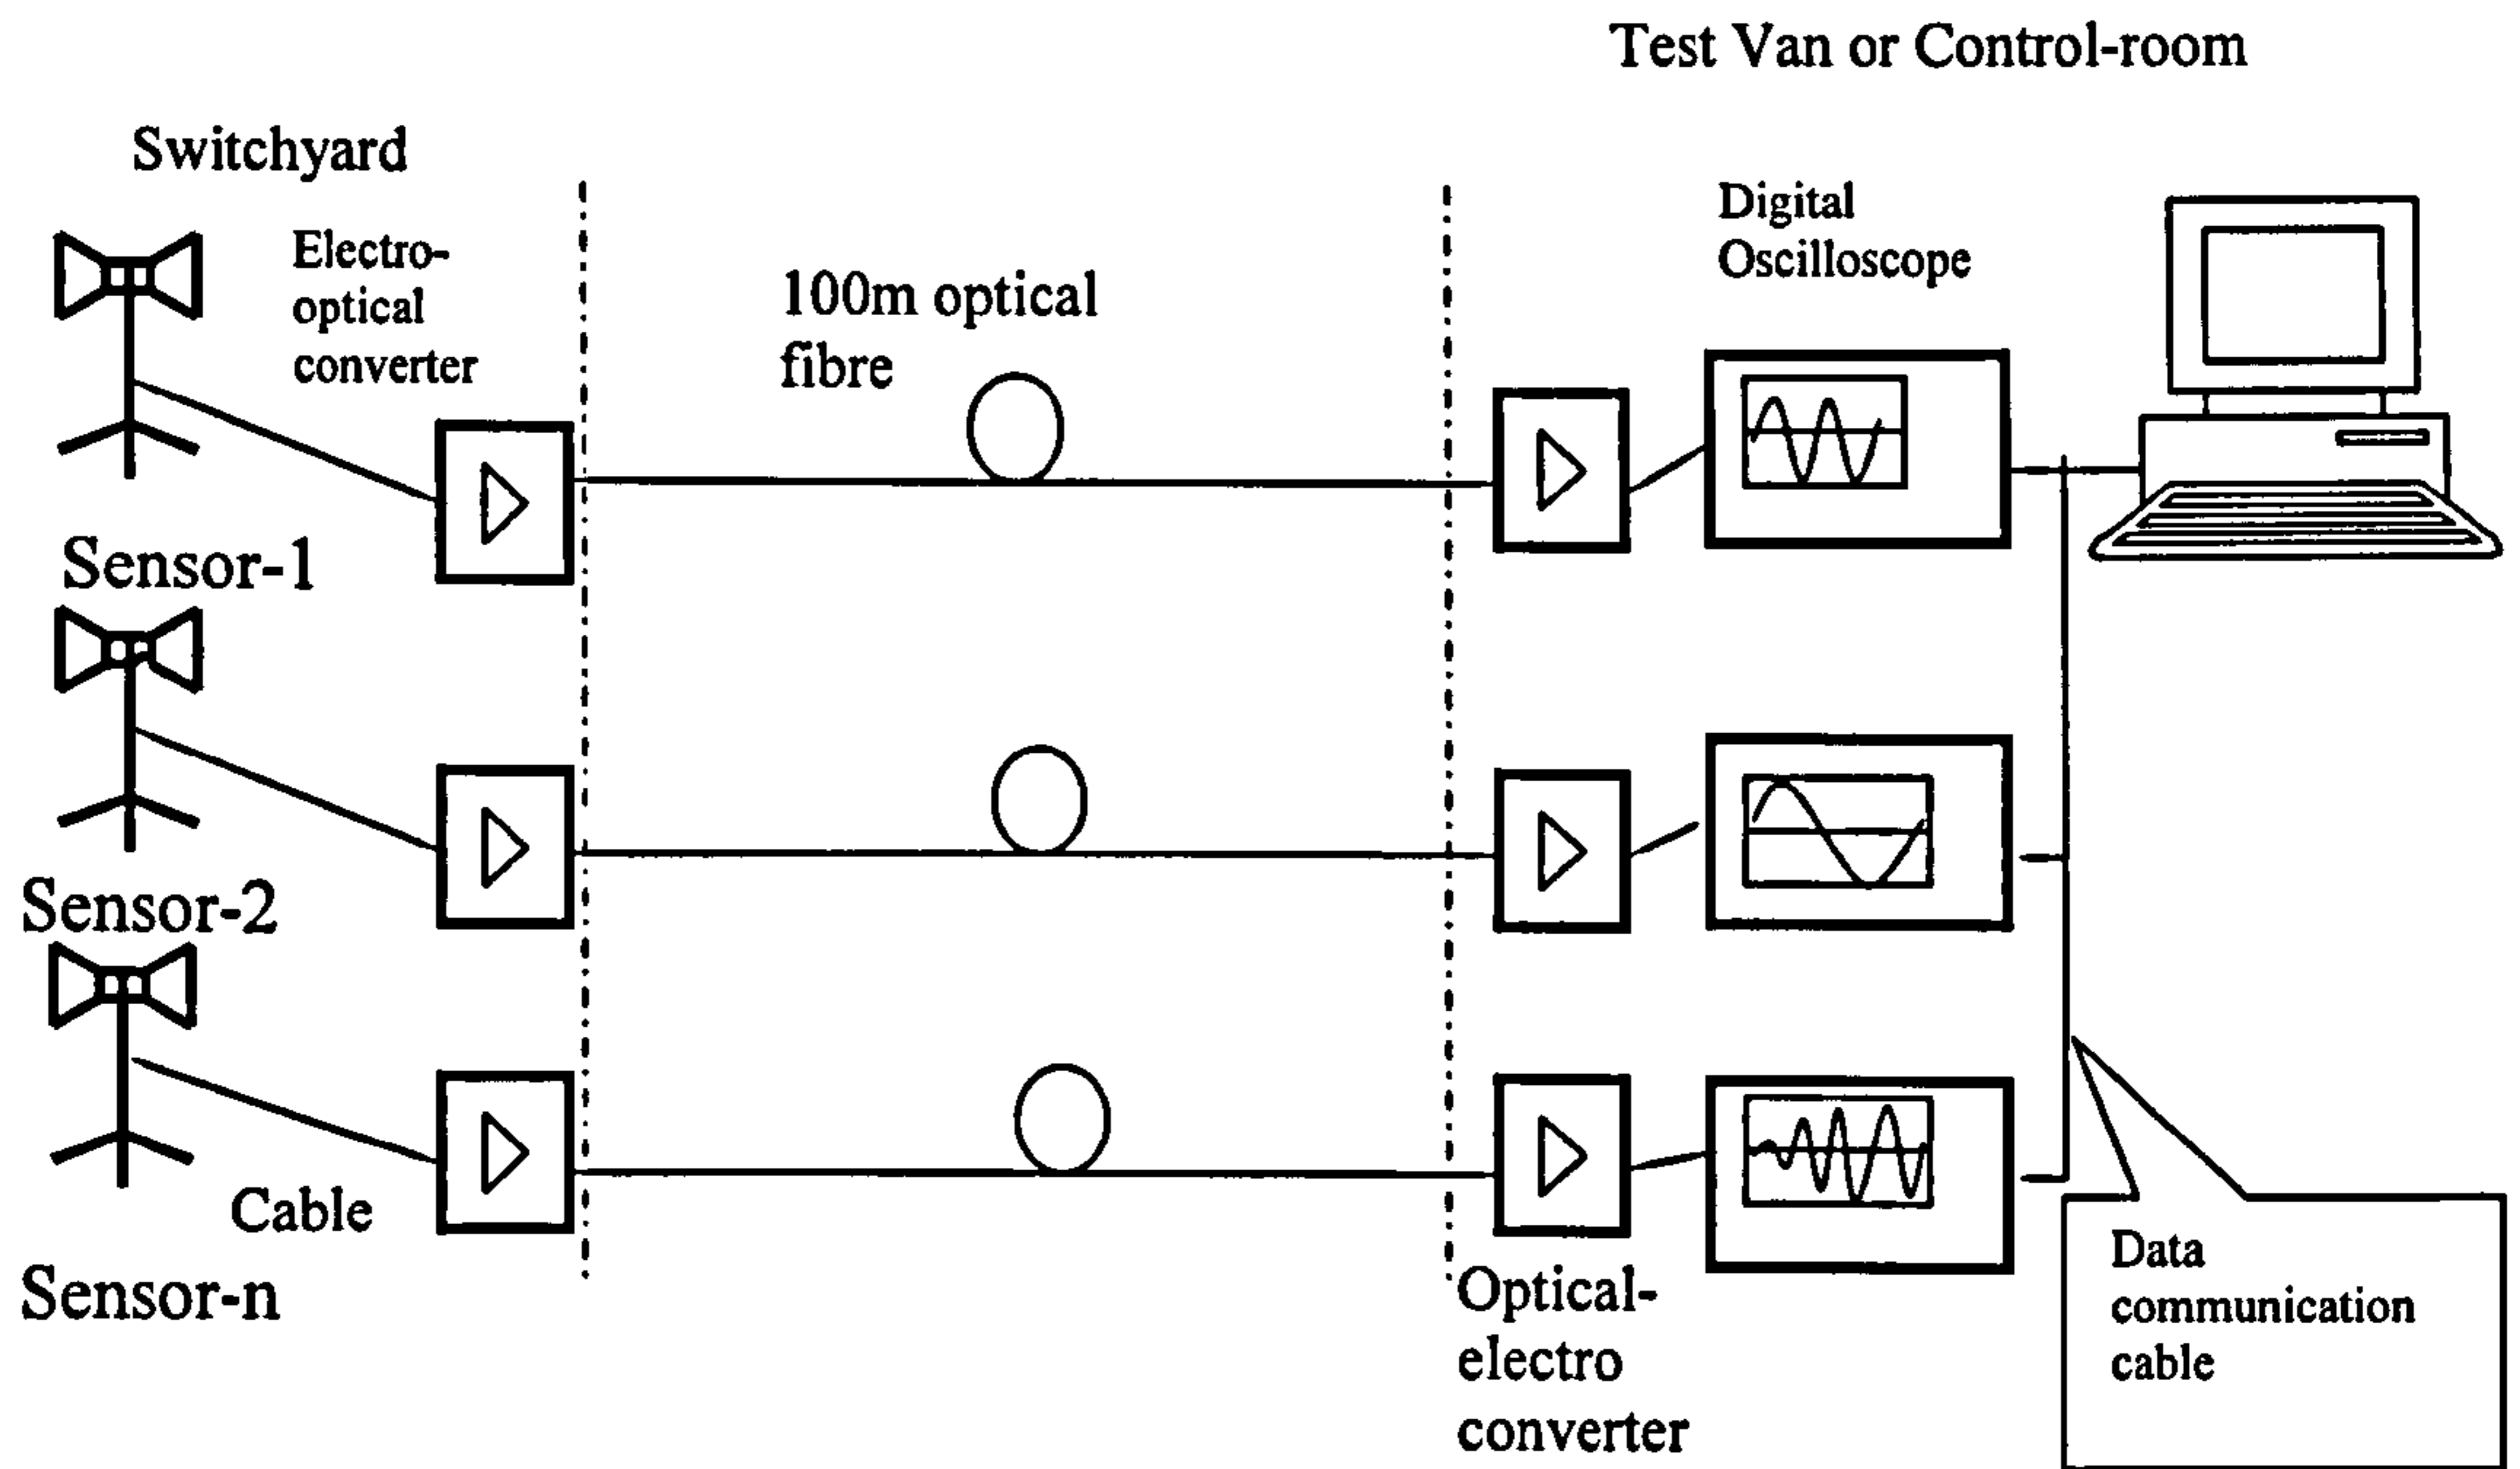 Test Van or Control-room
Switchyard
Electro-
optical
converter
100m optical
fibre
Digital
Oscilloscope
Sensor-1
Sensor-2
Cable
Sensor-n
Optical-
electro
converter
Data
communication
cable